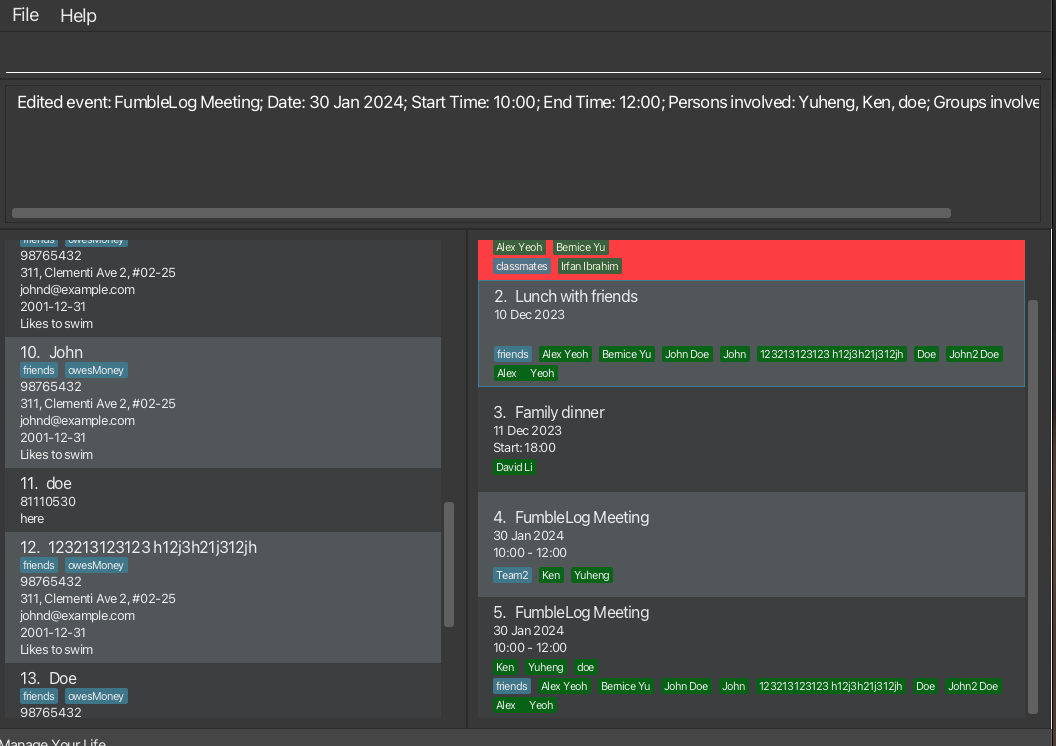 File Help
Edited event: FumbleLog Meeting; Date: 30 Jan 2024; Start Time: 10:00; End Time: 12:00; Persons involved: Yuheng, Ken, doe; Groups involve
friends owesMoney
98765432
311, Clementi Ave 2, #02-25
johnd@example.com
2001-12-31
Likes to swim
10. John
friends owesMoney
98765432
311, Clementi Ave 2, #02-25
johnd@example.com
2001-12-31
Likes to swim
11. doe
81110530
here
12. 123213123123 h12j3h21j312jh
friends owesMoney
98765432
311, Clementi Ave 2, #02-25
johnd@example.com
2001-12-31
Likes to swim
13. Doe
friends owesMoney
98765432
Alex Yeoh Bernice Yu
classmates Irfan Ibrahim
2. Lunch with friends
10 Dec 2023
friends Alex Yeoh Bernice Yu John Doe John 123213123123 h12j3h21j312jh Doe John2 Doe
Alex Yeoh
3. Family dinner
11 Dec 2023
Start: 18:00
David Li
4. FumbleLog Meeting
30 Jan 2024
10:00 - 12:00
Team2 Ken Yuheng
5. FumbleLog Meeting
30 Jan 2024
10:00 - 12:00
Ken Yuheng doe
friends Alex Yeoh Bernice Yu John Doe John 123213123123 h12j3h21j312jh Doe John2 Doe
Alex Yeoh
Manage Your Life